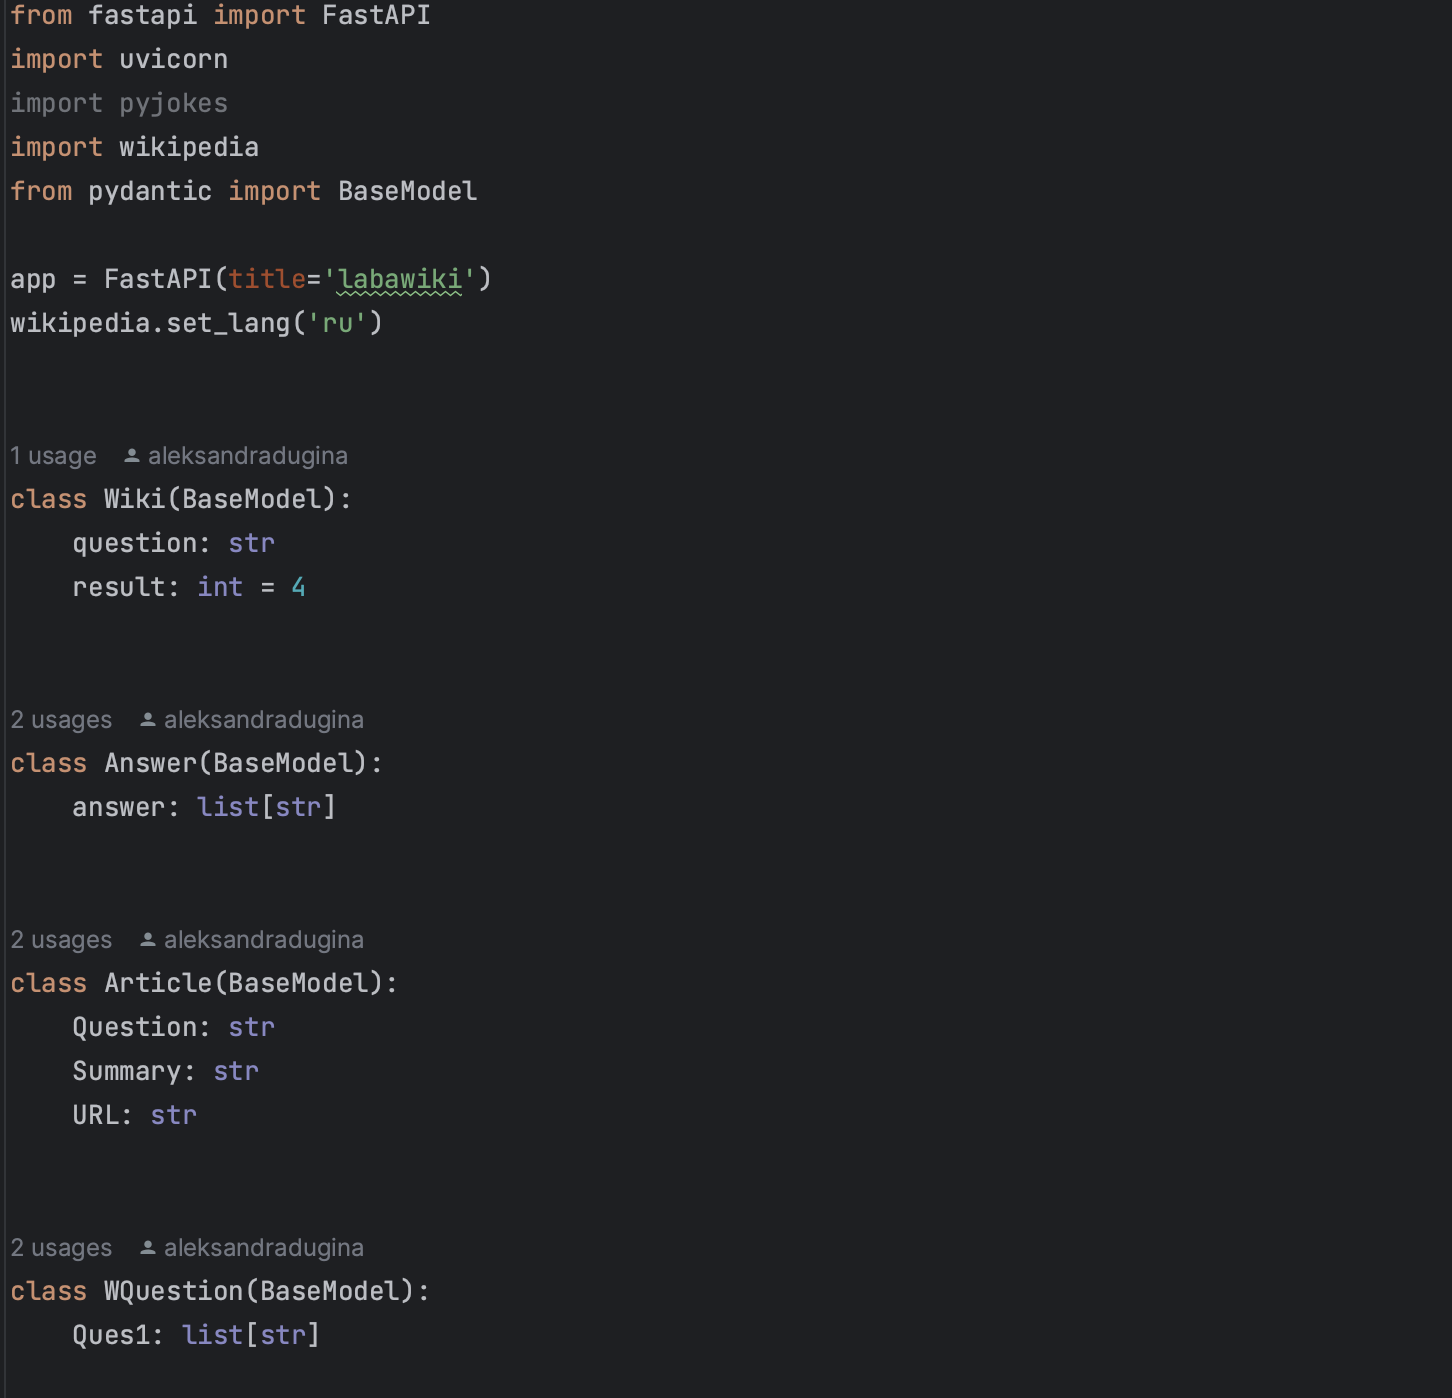 from fastapi import FastAPI
import uvicorn
import pyjokes
import wikipedia
from pydantic import BaseModel
app = FastAPI(title='labawiki')
wikipedia.set_lang('ru')
1 usage aleksandradugina
class Wiki(BaseModel):
    question: str
    result: int = 4
2 usages aleksandradugina
class Answer(BaseModel):
    answer: list[str]
2 usages aleksandradugina
class Article(BaseModel):
    Question: str
    Summary: str
    URL: str
2 usages aleksandradugina
class WQuestion(BaseModel):
    Ques1: list[str]